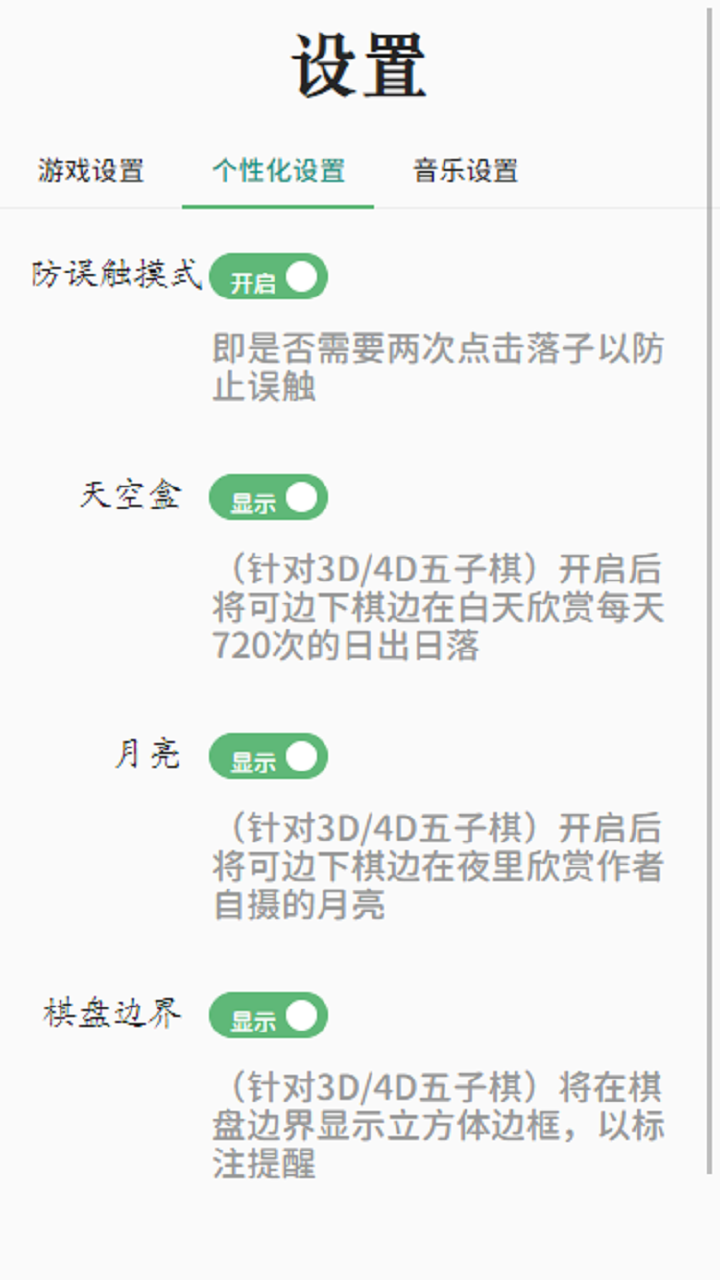 设置
游戏设置 个性化设置 音乐设置
防误触摸式 开启
即是否需要两次点击落子以防
止误触
天空盒 显示
（针对3D/4D五子棋）开启后
将可边下棋边在白天欣赏每天
720次的日出日落
月亮 显示
（针对3D/4D五子棋）开启后
将可边下棋边在夜里欣赏作者
自摄的月亮
棋盘边界 显示
（针对3D/4D五子棋）将在棋
盘边界显示立方体边框，以标
注提醒